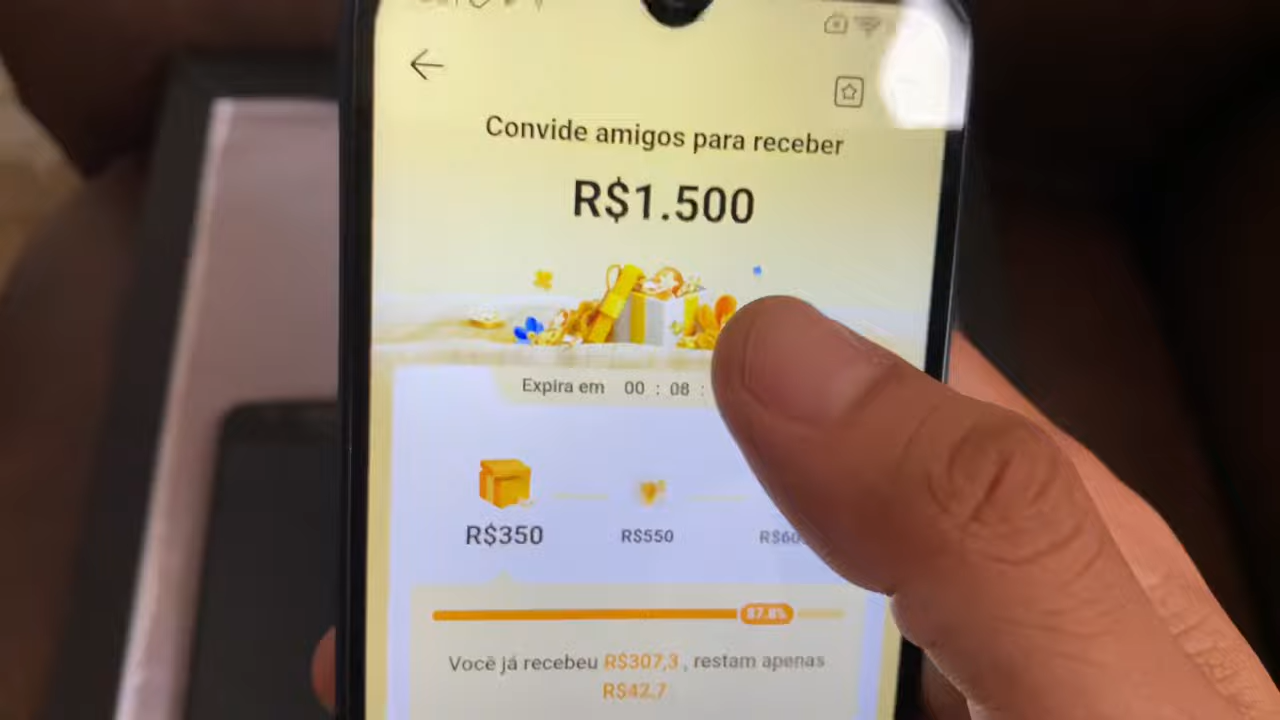 Convide amigos para receber
R$1.500
Expira em 00 : 08 :
R$350
R$550
R$60
87.8%
Você já recebeu R$307,3 , restam apenas
R$42,7